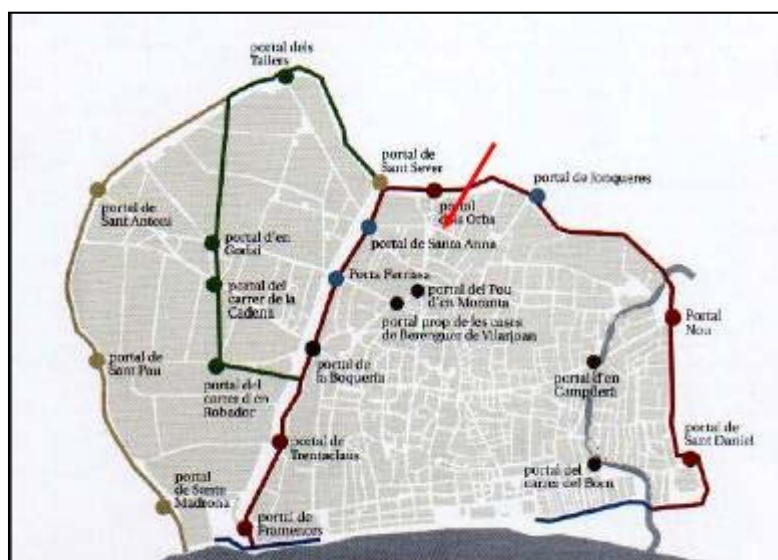 portal dels
Tallers
portal de
Sant Sever
portal de Jonqueres
portal
Orbs
portal de
Sant Antoni
portal d'en
portal de Santa Anna
portal del
carrer de la
Cadena
Porta Ferrissa
portal del Pou
d'en Moranta
portal prop de les cases
de Berenguer de Vilarjoan
Portal
Nou
portal de
Sant Pau
portal de
la Boqueria
portal d'en
Campderà
portal del
carrer d'en
Robador
portal de
Trentaclaus
portal de
Sant Daniel
portal
de Santa
Madrona
portal del
carrer del Born
portal de
Framenors